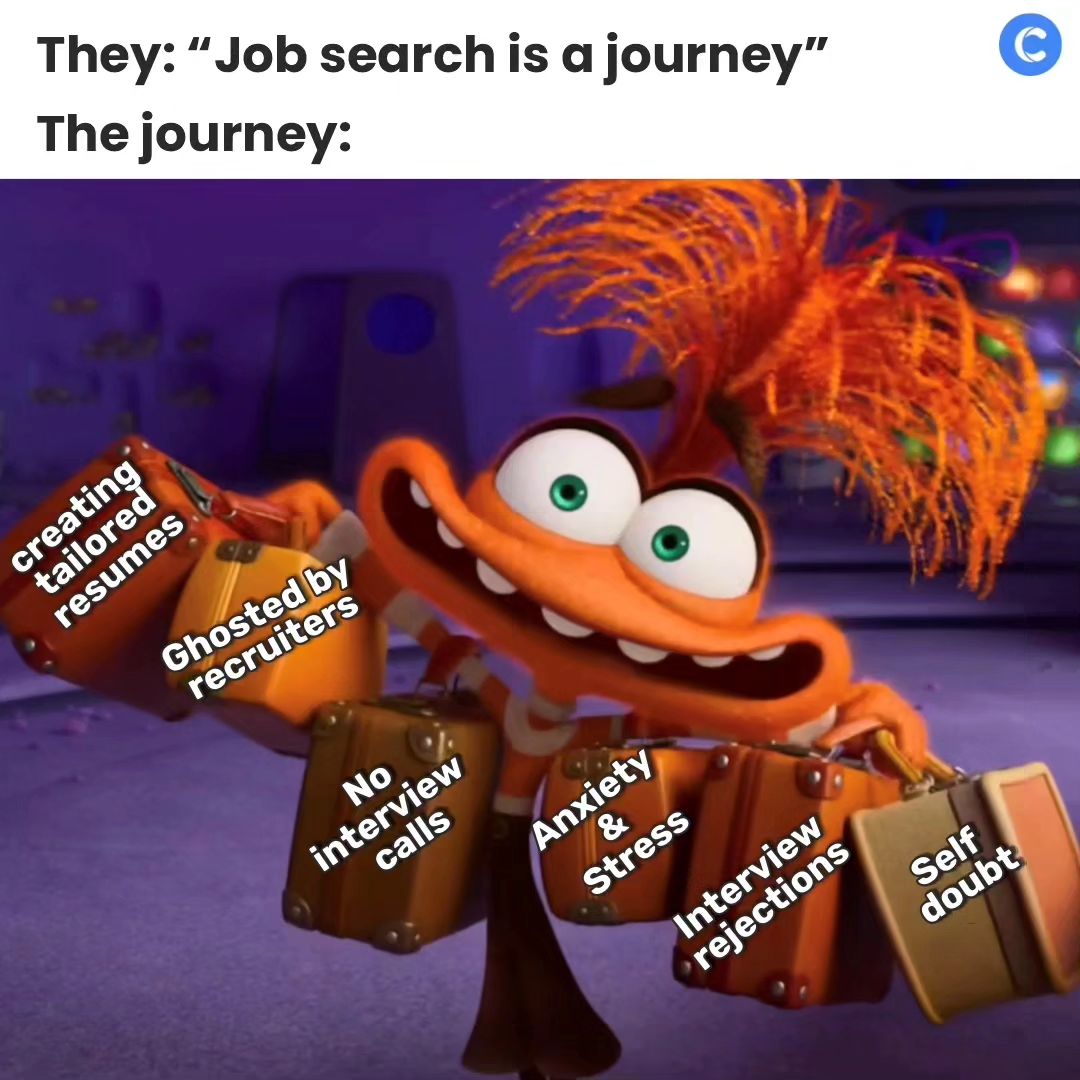 They: “Job search is a journey”
The journey:
creating
tailored
resumes
Ghosted by
recruiters
No
interview
calls
Anxiety
&
Stress
Interview
rejections
Self
doubt